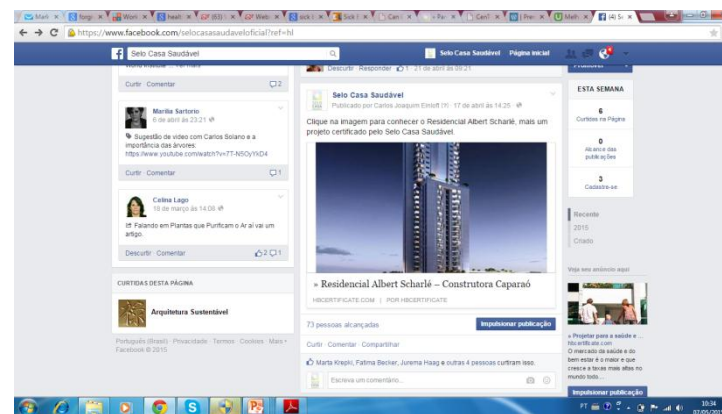 https://www.facebook.com/selocasasaudaveloficial?ref=hl
Selo Casa Saudável
Selo Casa Saudável Página inicial
Curtir · Comentar 2
Marilia Sartorio
6 de abril às 23:21
Sugestão de video com Carlos Solano e a
importância das árvores:
Curtir · Comentar 1
Celina Lago
18 de março às 14:08
Falando em Plantas que Purificam o Ar aí vai um
artigo.
Descurtir · Comentar 2 1
CURTIDAS DESTA PÁGINA
Arquitetura Sustentável
Português (Brasil) · Privacidade · Termos · Cookies · Mais
Facebook © 2015
Descurtir · Responder · 1 · 21 de abril às 09:21
Selo Casa Saudável
Publicado por Carlos Joaquim Einloft · 17 de abril às 14:25
Clique na imagem para conhecer o Residencial Albert Scharlé, mais um
projeto certificado pelo Selo Casa Saudável.
» Residencial Albert Scharlé – Construtora Caparaó
HBCERTIFICATE.COM | POR HBCERTIFICATE
73 pessoas alcançadas
Impulsionar publicação
Curtir · Comentar · Compartilhar
Marta Krepki, Fatima Becker, Jurema Haag e outras 4 pessoas curtiram isso.
Escreva um comentário...
Promover
ESTA SEMANA
6
Curtidas na Página
0
Alcance das
publicações
3
Cadastre-se
Recente
2015
Criado
Veja seu anúncio aqui
» Projetar para a saúde e ...
hbcertificate.com
O mercado da saúde e do
bem estar é o maior e que
cresce a taxas mais altas no
mundo todo...
Impulsionar publicação
PT
10:34